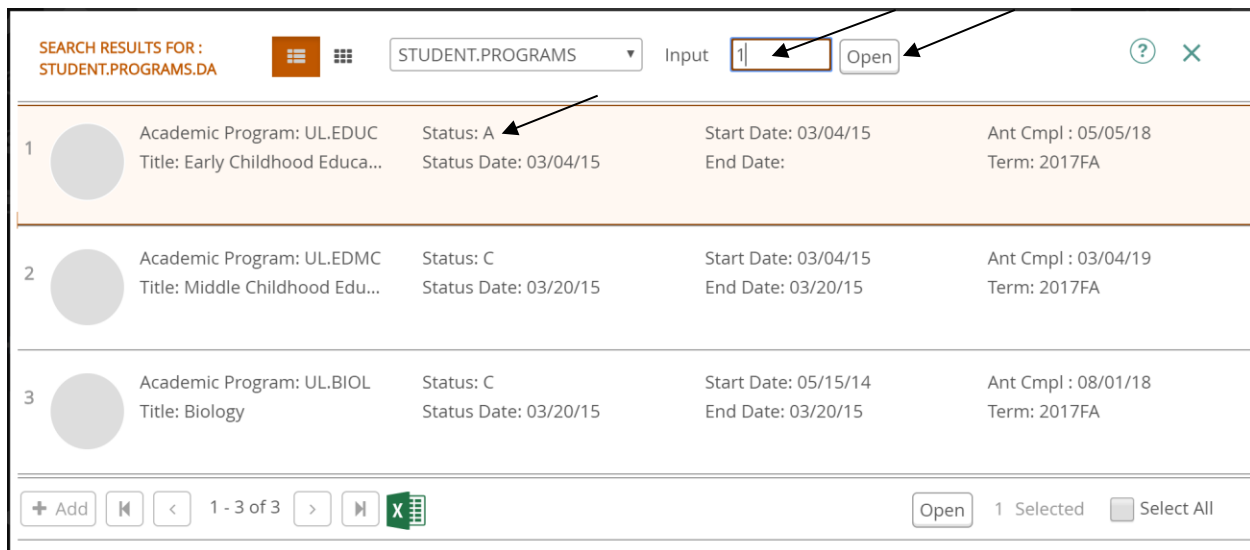 SEARCH RESULTS FOR :
STUDENT.PROGRAMS.DA
STUDENT.PROGRAMS
Input
1
Open
?
1
Academic Program: UL.EDUC
Title: Early Childhood Educa...
Status: A
Status Date: 03/04/15
Start Date: 03/04/15
End Date:
Ant Cmpl : 05/05/18
Term: 2017FA
2
Academic Program: UL.EDMC
Title: Middle Childhood Edu...
Status: C
Status Date: 03/20/15
Start Date: 03/04/15
End Date: 03/20/15
Ant Cmpl : 03/04/19
Term: 2017FA
3
Academic Program: UL.BIOL
Title: Biology
Status: C
Status Date: 03/20/15
Start Date: 05/15/14
End Date: 03/20/15
Ant Cmpl : 08/01/18
Term: 2017FA
+ Add
1 - 3 of 3
X
Open
1 Selected
Select All